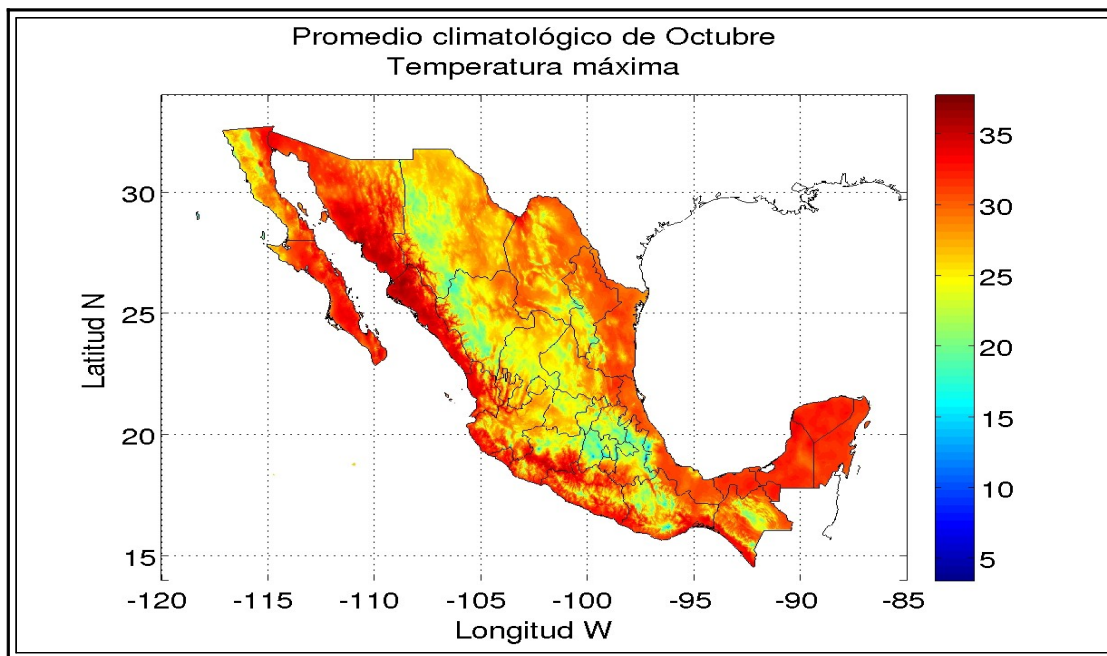 Promedio climatológico de Octubre
Temperatura máxima
35
30
30
25
25
20
20
15
10
15
5
-120 -115 -110 -105 -100 -95 -90 -85
Latitud N
Longitud W